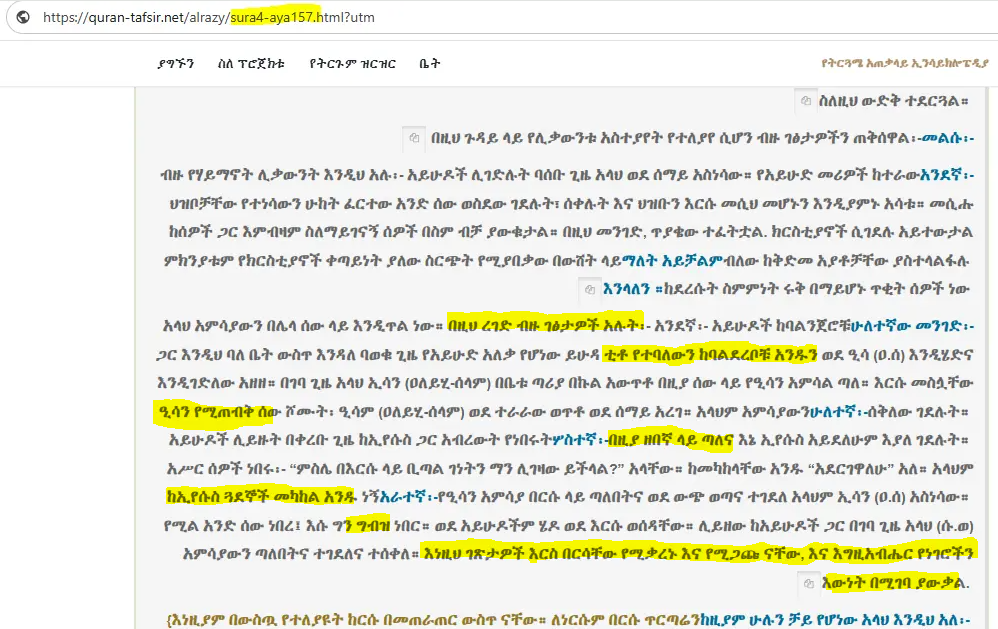 https://quran-tafsir.net/alrazy/sura4-aya157.html?utm
ያግኙን ስለ ፕሮጀክቱ የትርጉም ዝርዝር ቤት የትርጓሜ አጠቃላይ ኢንሳይክሎፔዲያ
ስለዚህ ውድቅ ተደርጓል።
በዚህ ጉዳይ ላይ የሊቃውንቱ አስተያየት የተለያየ ሲሆን ብዙ ገፅታዎችን ጠቅሰዋል፡-መልሱ፡-
ብዙ የሃይማኖት ሊቃውንት እንዲህ አሉ፡- አይሁዶች ሊገድሉት ባሰቡ ጊዜ አላህ ወደ ሰማይ አስነሳው። የአይሁድ መሪዎች ከተራውአንደኛ፡-
ህዝቦቻቸው የተነሳውን ሁከት ፈርተው አንድ ሰው ወስደው ገደሉት፣ ሰቀሉት እና ህዝቡን እርሱ መሲህ መሆኑን እንዲያምኑ አሳቱ። መሲሑ
ከሰዎች ጋር እምብዛም ስለማይገናኝ ሰዎች በስም ብቻ ያውቁታል። በዚህ መንገድ, ጥያቄው ተፈትቷል. ክርስቲያኖች ሲገደሉ አይተውታል
ምክንያቱም የክርስቲያኖች ቀጣይነት ያለው ስርጭት የሚያበቃው በውሸት ላይማለት አይቻልምብለው ከቅድመ አያቶቻቸው ያስተላልፋሉ
እንላለን ።ከደረሱት ስምምነት ሩቅ በማይሆኑ ጥቂት ሰዎች ነው
አላህ አምሳያውን በሌላ ሰው ላይ እንዲጥል ነው። በዚህ ረገድ ብዙ ገፅታዎች አሉት፡- አንደኛ፡- አይሁዶች ከባልንጀሮቹሁለተኛው መንገድ፡-
ጋር እንዲህ ባለ ቤት ውስጥ እንዳለ ባወቁ ጊዜ የአይሁድ አለቃ የሆነው ይሁዳ ቲቶ የተባለውን ከባልደረቦቹ አንዱን ወደ ዒሳ (ዐ.ሰ) እንዲሄድና
እንዲገድለው አዘዘ። በገባ ጊዜ አላህ ኢሳን (ዐለይሂ-ሰላም) በቤቱ ጣሪያ በኩል አውጥቶ በዚያ ሰው ላይ የዒሳን አምሳል ጣለ። እርሱ መስሏቸው
ዒሳን የሚጠብቅ ሰው ሾሙት፤ ዒሳም (ዐለይሂ-ሰላም) ወደ ተራራው ወጥቶ ወደ ሰማይ አረገ። አላህም አምሳያውንሁለተኛ፡-ሰቅለው ገደሉት።
አይሁዶች ሊይዙት በቀረቡ ጊዜ ከኢየሱስ ጋር አብረውት የነበሩትሦስተኛ፡-በዚያ ዘበኛ ላይ ጣለና እኔ ኢየሱስ አይደለሁም እያለ ገደሉት።
አሥር ሰዎች ነበሩ፡- “ምስሌ በእርሱ ላይ ቢጣል ገነትን ማን ሊገዛው ይችላል?” አላቸው። ከመካከላቸው አንዱ “አደርገዋለሁ” አለ። አላህም
ከኢየሱስ ጓደኞች መካከል አንዱ ነኝአራተኛ፡-የዒሳን አምሳያ በርሱ ላይ ጣለበትና ወደ ውጭ ወጣና ተገደለ አላህም ኢሳን (ዐ.ሰ) አስነሳው።
የሚል አንድ ሰው ነበረ፤ እሱ ግን ግብዝ ነበር። ወደ አይሁዶችም ሄዶ ወደ እርሱ ወሰዳቸው። ሊይዘው ከአይሁዶች ጋር በገባ ጊዜ አላህ (ሱ.ወ)
አምሳያውን ጣለበትና ተገደለና ተሰቀለ። እነዚህ ገጽታዎች እርስ በርሳቸው የሚቃረኑ እና የሚጋጩ ናቸው, እና እግዚአብሔር የነገሮችን
እውነት በሚገባ ያውቃል.
{እነዚያም በውስጧ የተለያዩት ከርሱ በመጠራጠር ውስጥ ናቸው። ለነርሱም በርሱ ጥርጣሬንከዚያም ሁሉን ቻይ የሆነው አላህ እንዲህ አለ፡-